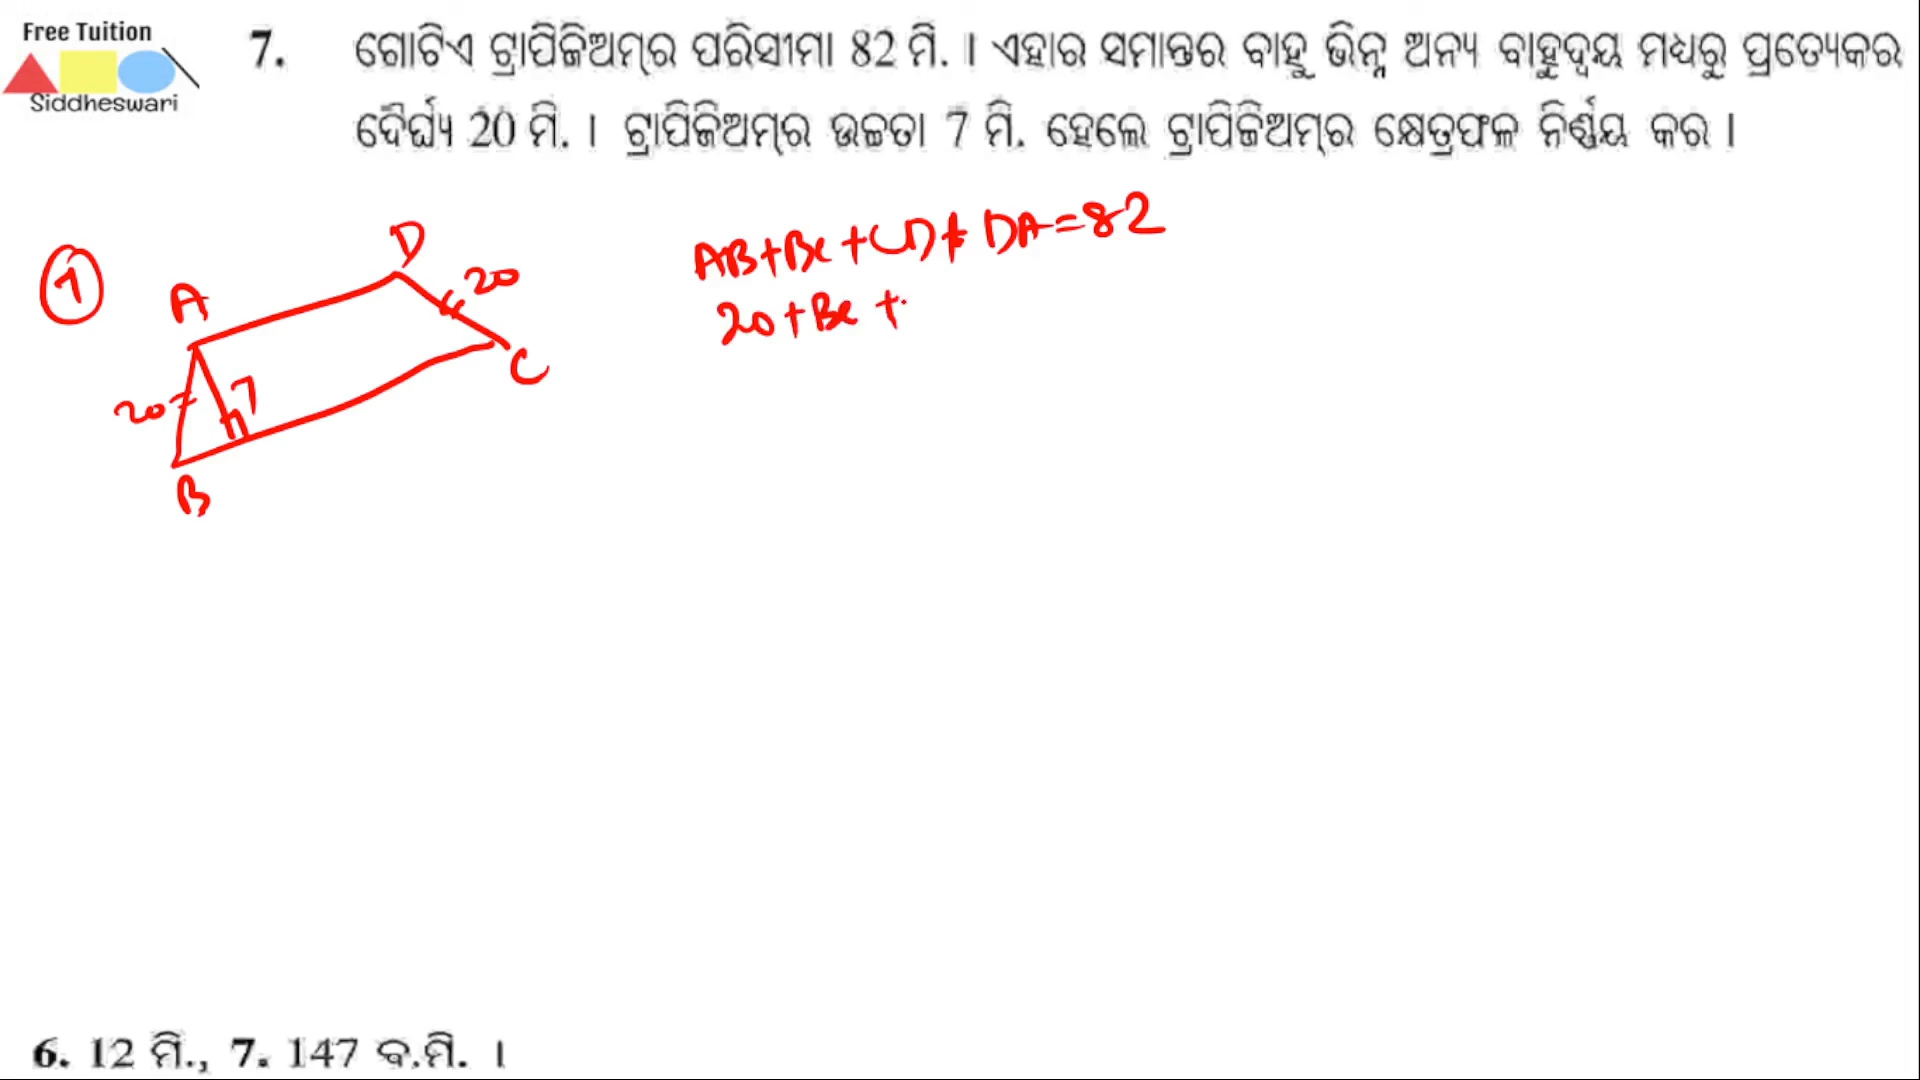 Free Tuition
Siddheswari
7. ଗୋଟିଏ ଟ୍ରାପିଜିଅମ୍‌ର ପରିସୀମା 82 ମି. । ଏହାର ସମାନ୍ତର ବାହୁ ଭିନ୍ନ ଅନ୍ୟ ବାହୁଦ୍ୱୟ ମଧ୍ୟରୁ ପ୍ରତ୍ୟେକର
ଦୈର୍ଘ୍ୟ 20 ମି. । ଟ୍ରାପିଜିଅମ୍‌ର ଉଚ୍ଚତା 7 ମି. ହେଲେ ଟ୍ରାପିଜିଅମ୍‌ର କ୍ଷେତ୍ରଫଳ ନିର୍ଣ୍ଣୟ କର ।
7
A
D
20
20
7
C
B
AB+BC+CD+DA=82
20+BC+
6. 12 ମି., 7. 147 ବ.ମି. ।